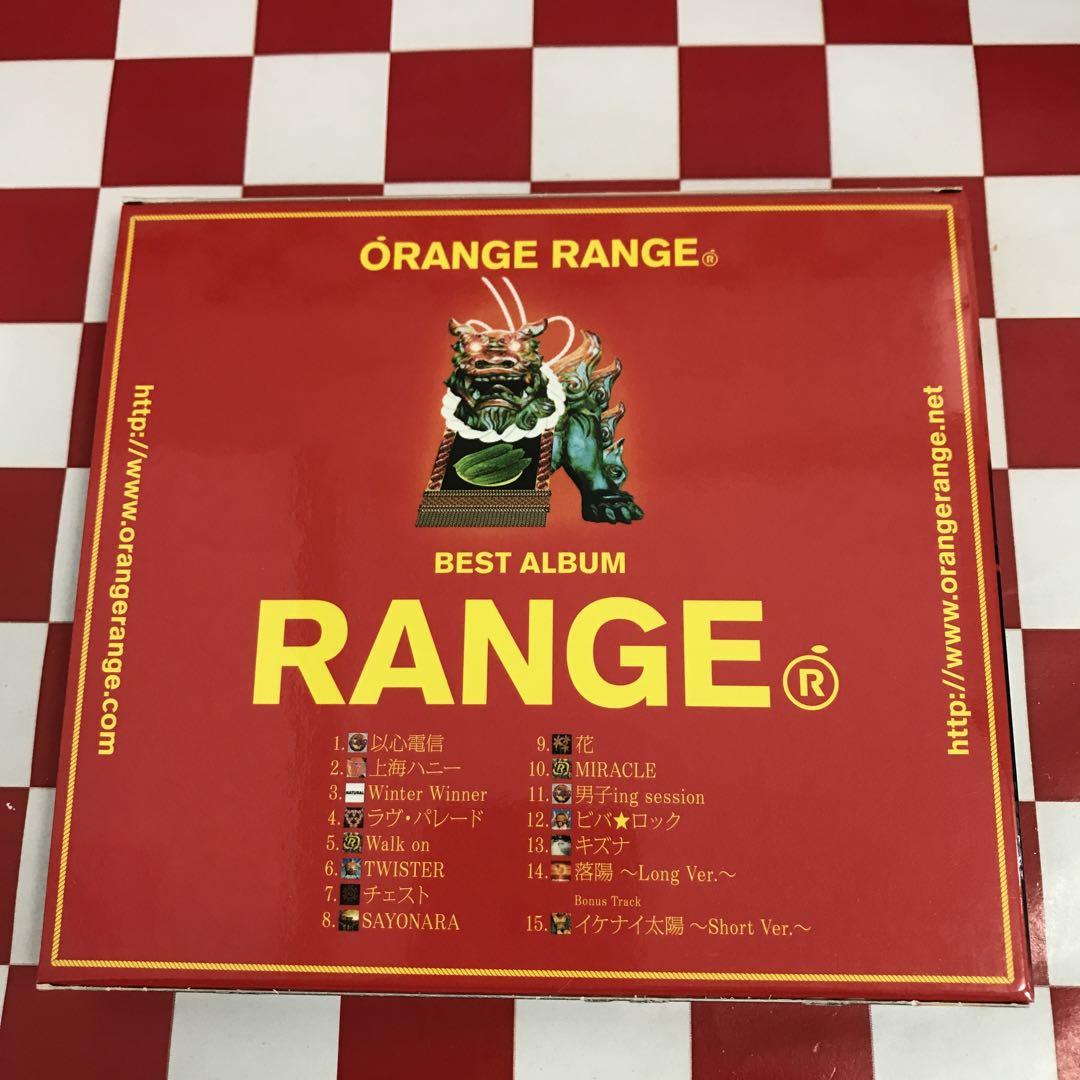 ORANGE RANGE®
http://www.orangerange.com
http://www.orangerange.net
BEST ALBUM
RANGE®
1. 以心電信
2. 上海ハニー
3. NATURAL Winter Winner
4. ラヴ・パレード
5. Walk on
6. TWISTER
7. チェスト
8. SAYONARA
9. 花
10. MIRACLE
11. 男子ing session
12. ビバ★ロック
13. キズナ
14. 落陽 〜Long Ver.〜
Bonus Track
15. イケナイ太陽 〜Short Ver.〜